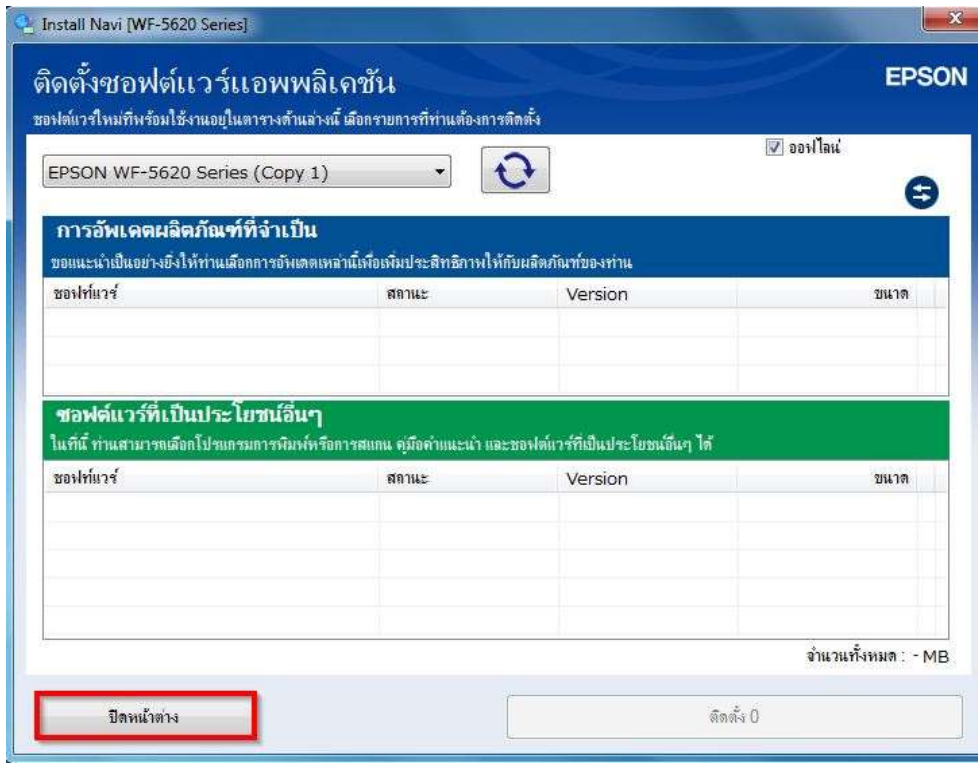 Install Navi [WF-5620 Series]
ติดตั้งซอฟต์แวร์แอพพลิเคชัน
EPSON
ซอฟต์แวร์ใหม่ที่พร้อมใช้งานอยู่ในตารางด้านล่างนี้ เลือกรายการที่ท่านต้องการติดตั้ง
ออฟไลน์
EPSON WF-5620 Series (Copy 1)
การอัพเดตผลิตภัณฑ์ที่จำเป็น
ขอแนะนำเป็นอย่างยิ่งให้ท่านเลือกการอัพเดตเหล่านี้เพื่อเพิ่มประสิทธิภาพให้กับผลิตภัณฑ์ของท่าน
ซอฟท์แวร์ สถานะ Version ขนาด
ซอฟต์แวร์ที่เป็นประโยชน์อื่นๆ
ในที่นี้ ท่านสามารถเลือกโปรแกรมการพิมพ์หรือการสแกน คู่มือคำแนะนำ และซอฟต์แวร์ที่เป็นประโยชน์อื่นๆ ได้
ซอฟท์แวร์ สถานะ Version ขนาด
จำนวนทั้งหมด : - MB
ปิดหน้าต่าง ติดตั้ง 0